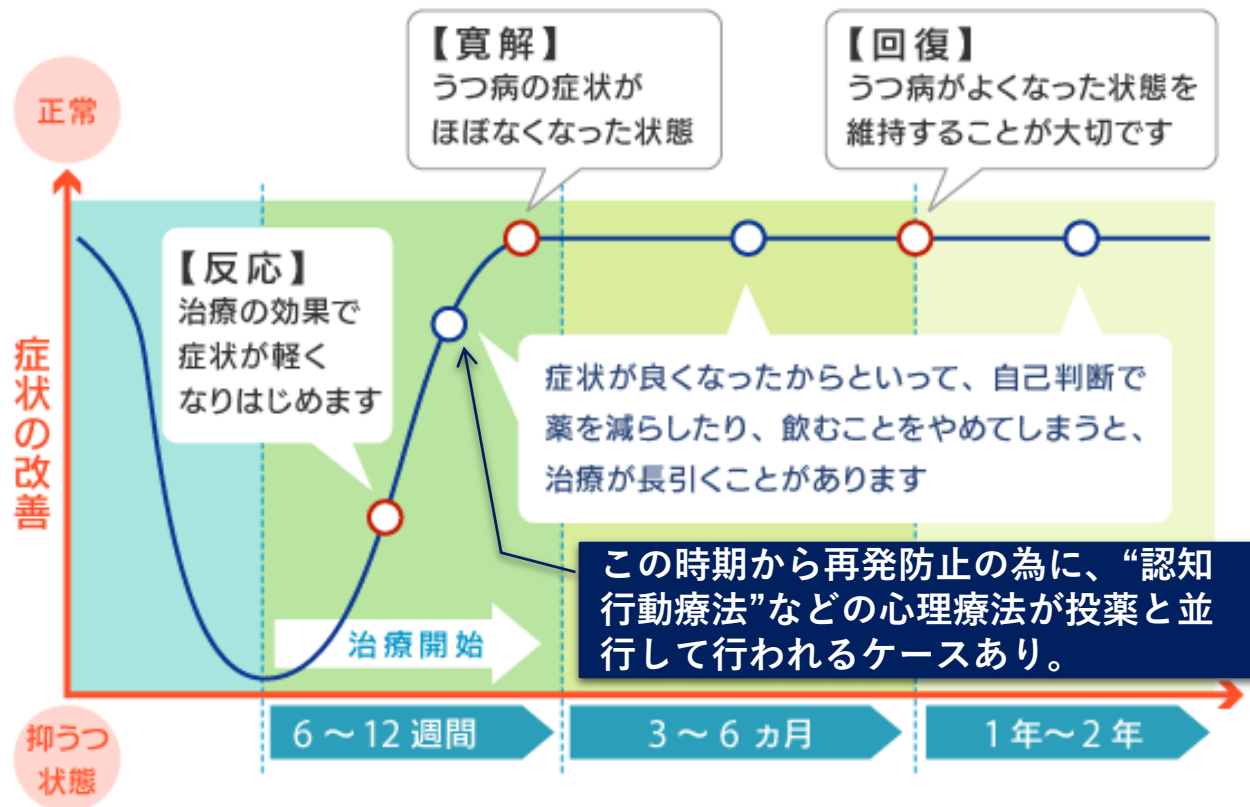 【寛解】
うつ病の症状が
ほぼなくなった状態
【回復】
うつ病がよくなった状態を
維持することが大切です
正常
【反応】
治療の効果で
症状が軽く
なりはじめます
症状の改善
症状が良くなったからといって、自己判断で
薬を減らしたり、飲むことをやめてしまうと、
治療が長引くことがあります
この時期から再発防止の為に、“認知
行動療法”などの心理療法が投薬と並
行して行われるケースあり。
治療開始
抑うつ
状態
6〜12週間
3〜6ヵ月
1年〜2年